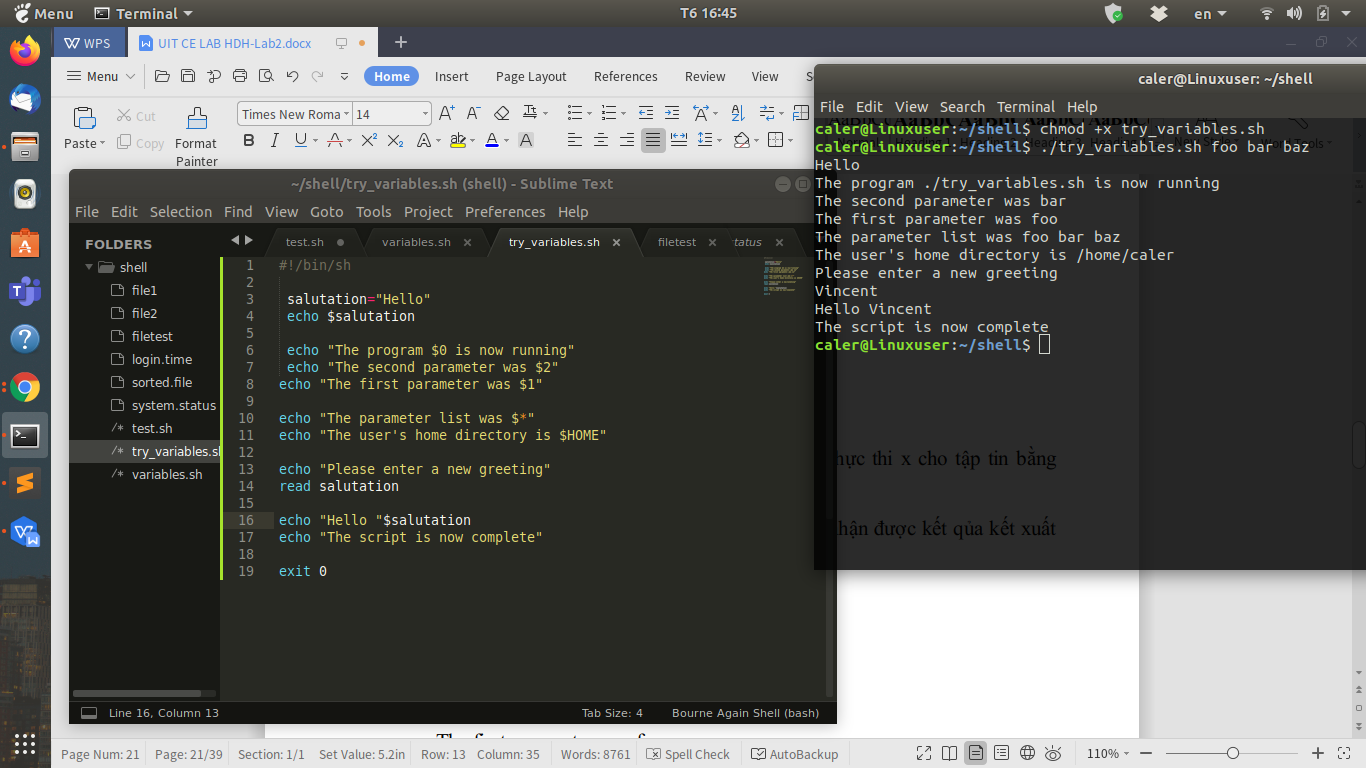 Menu Terminal T6 16:45 en
WPS UIT CE LAB HDH-Lab2.docx
Menu Home Insert Page Layout References Review View
Times New Roma 14
Paste Cut Copy Format Painter
~/shell/try_variables.sh (shell) - Sublime Text
File Edit Selection Find View Goto Tools Project Preferences Help
FOLDERS
shell
file1
file2
filetest
login.time
sorted.file
system.status
test.sh
try_variables.sh
variables.sh
test.sh variables.sh try_variables.sh filetest tatus
1 #!/bin/sh
2
3 salutation="Hello"
4 echo $salutation
5
6 echo "The program $0 is now running"
7 echo "The second parameter was $2"
8 echo "The first parameter was $1"
9
10 echo "The parameter list was $*"
11 echo "The user's home directory is $HOME"
12
13 echo "Please enter a new greeting"
14 read salutation
15
16 echo "Hello "$salutation
17 echo "The script is now complete"
18
19 exit 0
Line 16, Column 13 Tab Size: 4 Bourne Again Shell (bash)
caler@Linuxuser: ~/shell
File Edit View Search Terminal Help
caler@Linuxuser:~/shell$ chmod +x try_variables.sh
caler@Linuxuser:~/shell$ ./try_variables.sh foo bar baz
Hello
The program ./try_variables.sh is now running
The second parameter was bar
The first parameter was foo
The parameter list was foo bar baz
The user's home directory is /home/caler
Please enter a new greeting
Vincent
Hello Vincent
The script is now complete
caler@Linuxuser:~/shell$
hực thi x cho tập tin bằng
hận được kết qủa kết xuất
Page Num: 21 Page: 21/39 Section: 1/1 Set Value: 5.2in Row: 13 Column: 35 Words: 8761 Spell Check AutoBackup 110%